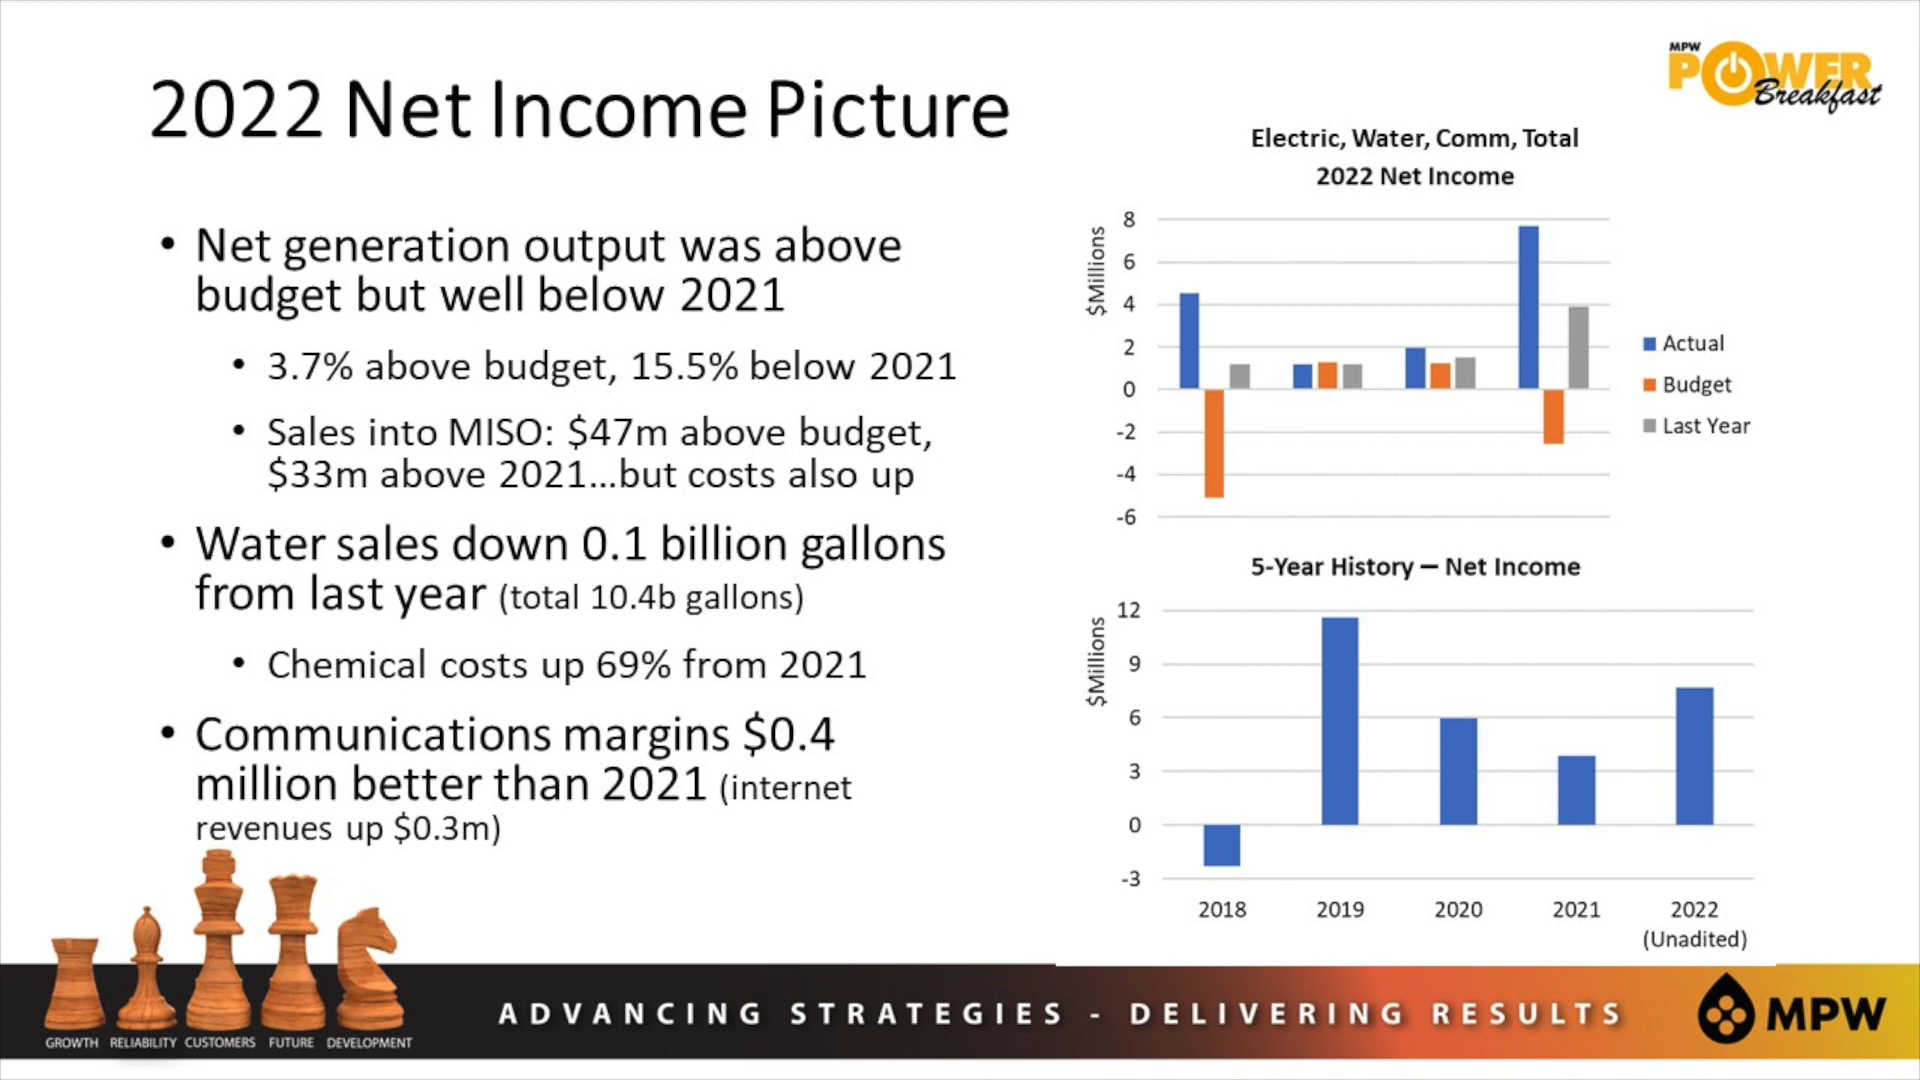 MPW
POWER
Breakfast
2022 Net Income Picture
• Net generation output was above
budget but well below 2021
• 3.7% above budget, 15.5% below 2021
• Sales into MISO: $47m above budget,
$33m above 2021...but costs also up
• Water sales down 0.1 billion gallons
from last year (total 10.4b gallons)
• Chemical costs up 69% from 2021
• Communications margins $0.4
million better than 2021 (internet
revenues up $0.3m)
Electric, Water, Comm, Total
2022 Net Income
$Millions
8
6
4
2
0
-2
-4
-6
Actual
Budget
Last Year
5-Year History – Net Income
$Millions
12
9
6
3
0
-3
2018 2019 2020 2021 2022
(Unadited)
GROWTH RELIABILITY CUSTOMERS FUTURE DEVELOPMENT
ADVANCING STRATEGIES - DELIVERING RESULTS
MPW